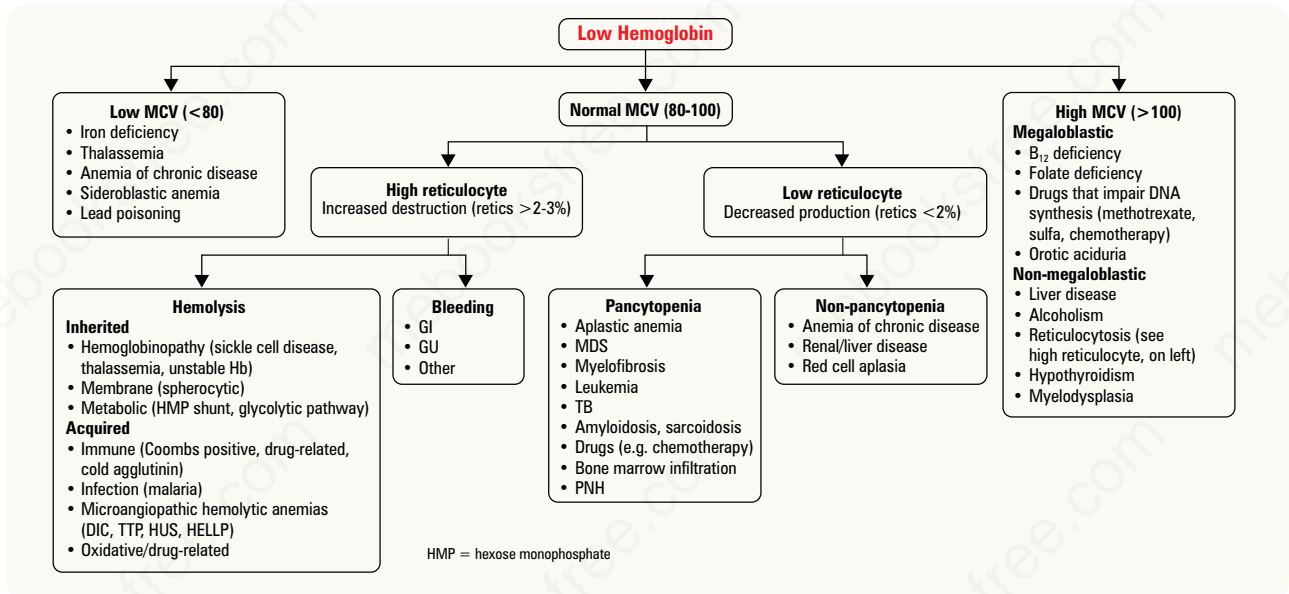 Low Hemoglobin
Low MCV (<80)
• Iron deficiency
• Thalassemia
• Anemia of chronic disease
• Sideroblastic anemia
• Lead poisoning
Normal MCV (80-100)
High reticulocyte
Increased destruction (retics >2-3%)
Hemolysis
Inherited
• Hemoglobinopathy (sickle cell disease,
thalassemia, unstable Hb)
• Membrane (spherocytic)
• Metabolic (HMP shunt, glycolytic pathway)
Acquired
• Immune (Coombs positive, drug-related,
cold agglutinin)
• Infection (malaria)
• Microangiopathic hemolytic anemias
(DIC, TTP, HUS, HELLP)
• Oxidative/drug-related
Bleeding
• GI
• GU
• Other
Low reticulocyte
Decreased production (retics <2%)
Pancytopenia
• Aplastic anemia
• MDS
• Myelofibrosis
• Leukemia
• TB
• Amyloidosis, sarcoidosis
• Drugs (e.g. chemotherapy)
• Bone marrow infiltration
• PNH
Non-pancytopenia
• Anemia of chronic disease
• Renal/liver disease
• Red cell aplasia
High MCV (>100)
Megaloblastic
• B₁₂ deficiency
• Folate deficiency
• Drugs that impair DNA
synthesis (methotrexate,
sulfa, chemotherapy)
• Orotic aciduria
Non-megaloblastic
• Liver disease
• Alcoholism
• Reticulocytosis (see
high reticulocyte, on left)
• Hypothyroidism
• Myelodysplasia
HMP = hexose monophosphate
mebooksfree.com